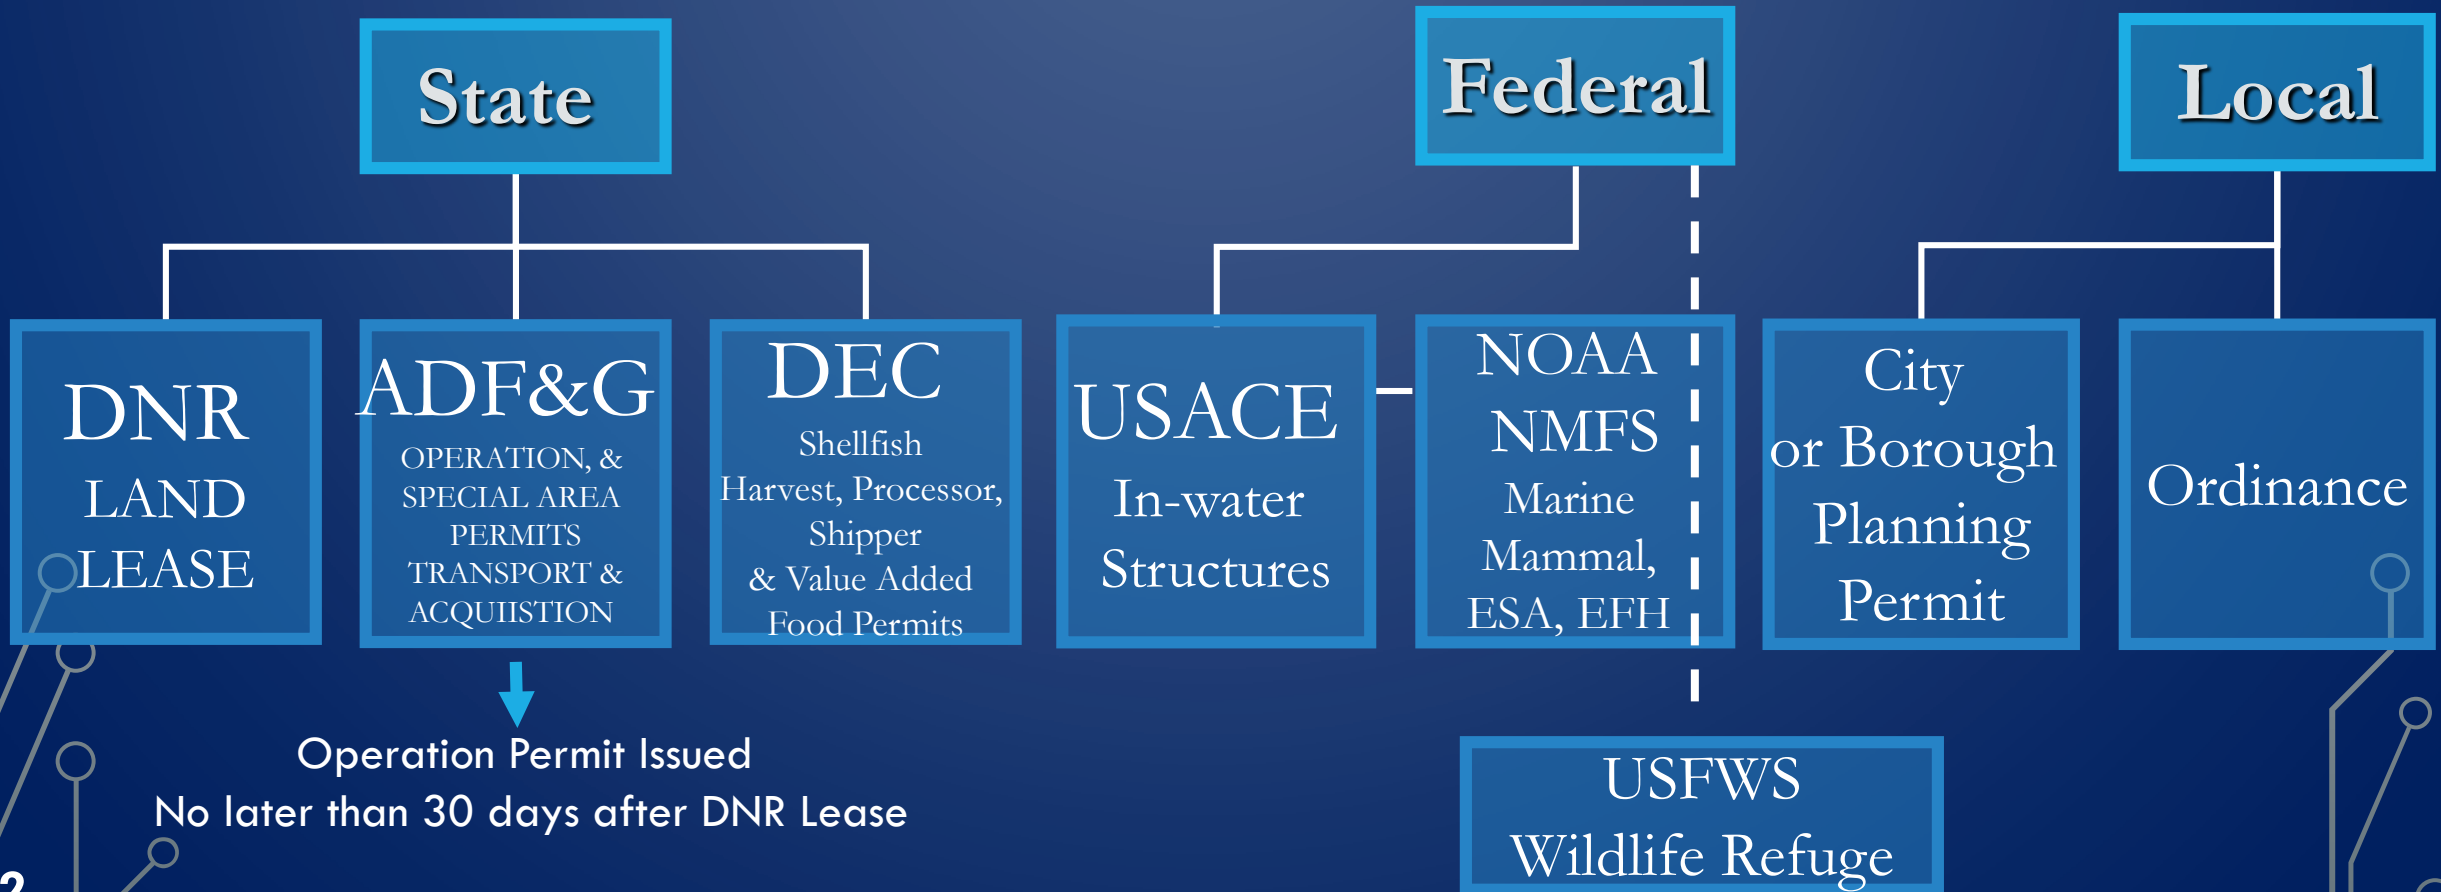 State
Federal
Local
DNR
LAND
LEASE
ADF&G
OPERATION, &
SPECIAL AREA
PERMITS
TRANSPORT &
ACQUIISTION
DEC
Shellfish
Harvest, Processor,
Shipper
& Value Added
Food Permits
USACE
In-water
Structures
NOAA
NMFS
Marine
Mammal,
ESA, EFH
City
or Borough
Planning
Permit
Ordinance
Operation Permit Issued
No later than 30 days after DNR Lease
USFWS
Wildlife Refuge
2